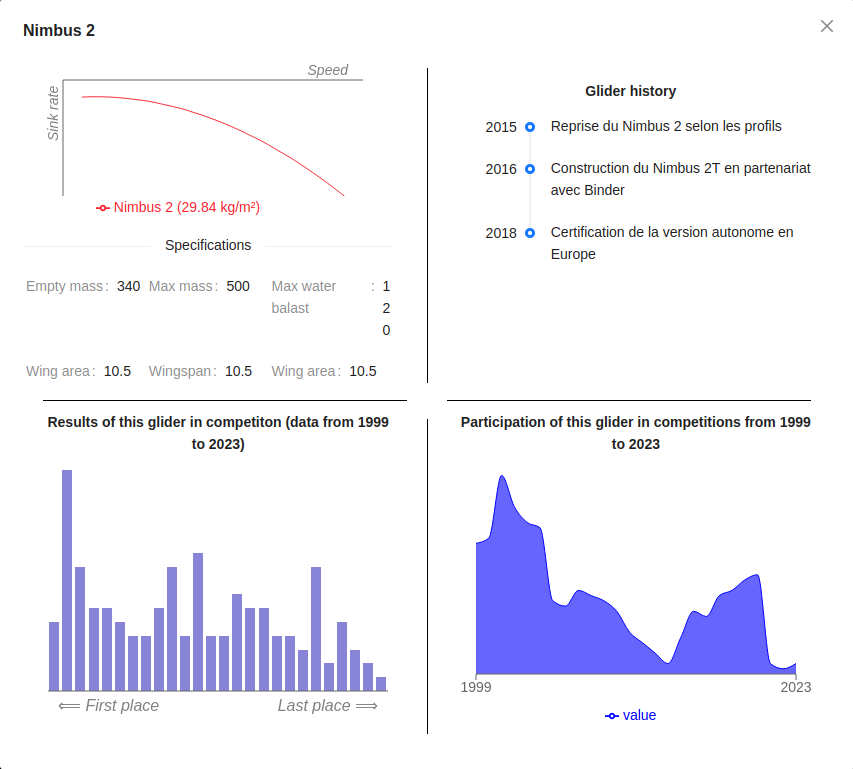 Nimbus 2
Speed
Sink rate
Nimbus 2 (29.84 kg/m²)
Specifications
Empty mass : 340 Max mass : 500 Max water : 1
balast 2
0
Wing area : 10.5 Wingspan : 10.5 Wing area : 10.5
Glider history
2015 Reprise du Nimbus 2 selon les profils
2016 Construction du Nimbus 2T en partenariat
avec Binder
2018 Certification de la version autonome en
Europe
Results of this glider in competiton (data from 1999
to 2023)
⟸ First place Last place ⟹
Participation of this glider in competitions from 1999
to 2023
1999 2023
value